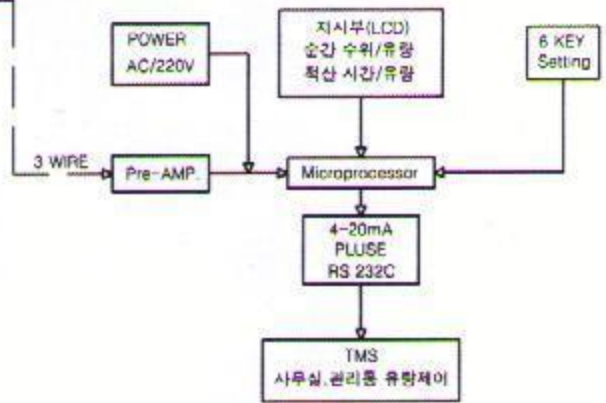 POWER
AC/220V
지시부(LCD)
순간 수위/유량
적산 시간/유량
6 KEY
Setting
3 WIRE
Pre-AMP.
Microprocessor
4-20mA
PLUSE
RS 232C
TMS
사무실,관리통 유량제이